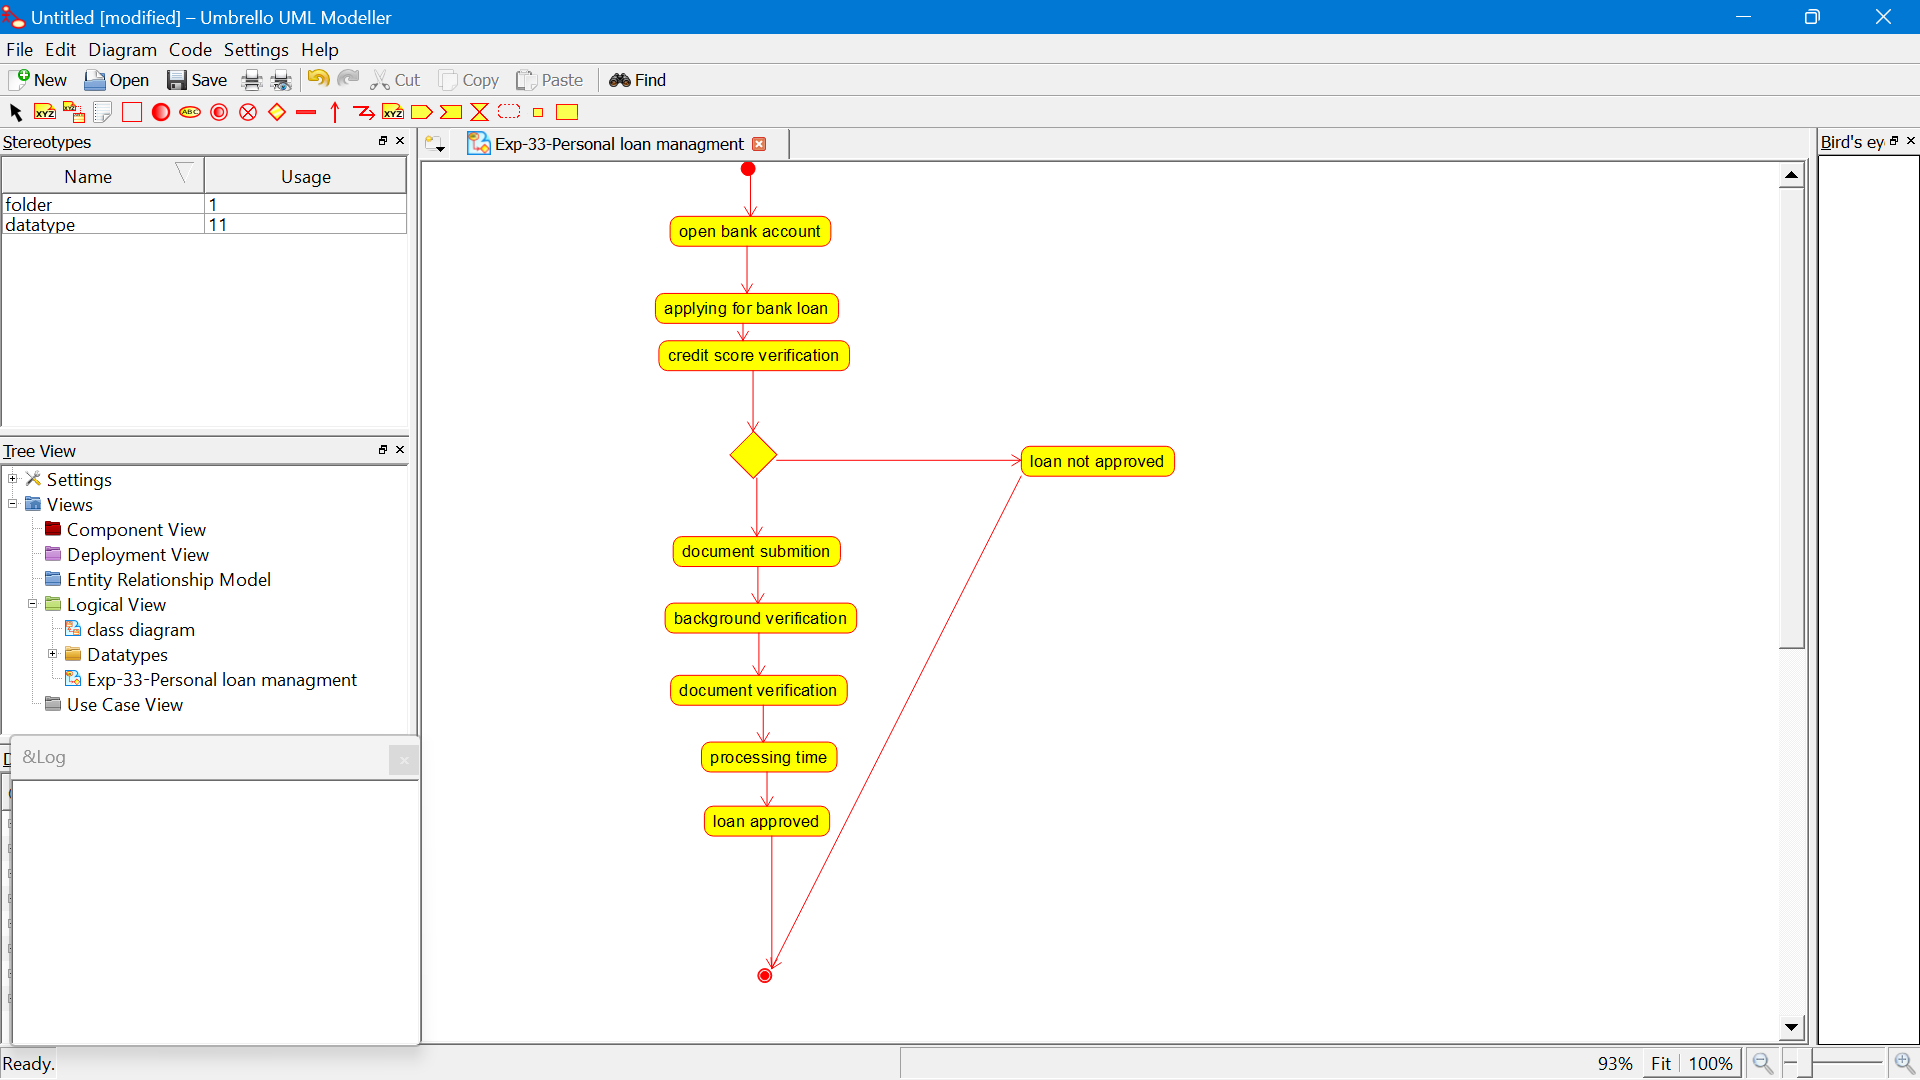 Untitled [modified] – Umbrello UML Modeller
File Edit Diagram Code Settings Help
New Open Save Cut Copy Paste Find
XYZ XYZ ABC XYZ
Stereotypes
Name Usage
folder 1
datatype 11
Tree View
Settings
Views
Component View
Deployment View
Entity Relationship Model
Logical View
class diagram
Datatypes
Exp-33-Personal loan managment
Use Case View
&Log
Exp-33-Personal loan managment
open bank account
applying for bank loan
credit score verification
loan not approved
document submition
background verification
document verification
processing time
loan approved
Bird's ey
Ready.
93% Fit 100%